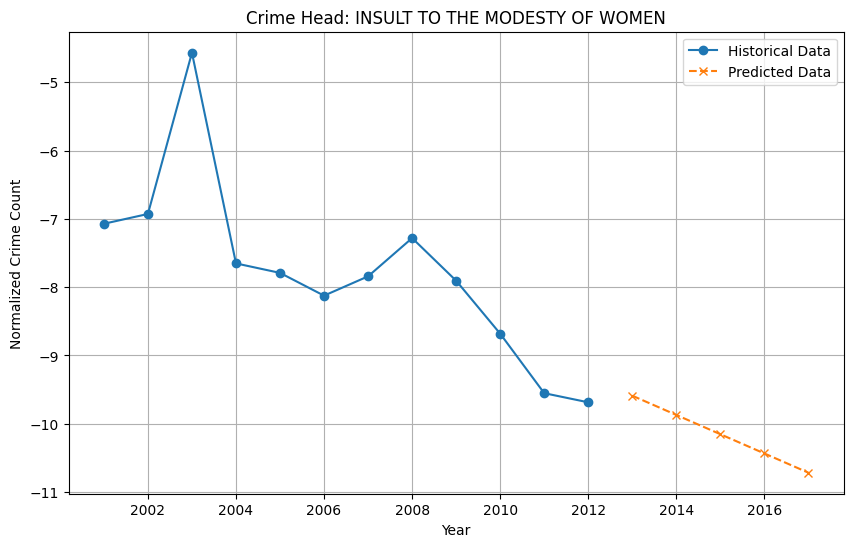 Crime Head: INSULT TO THE MODESTY OF WOMEN
Historical Data
Predicted Data
Normalized Crime Count
−5
−6
−7
−8
−9
−10
−11
2002 2004 2006 2008 2010 2012 2014 2016
Year